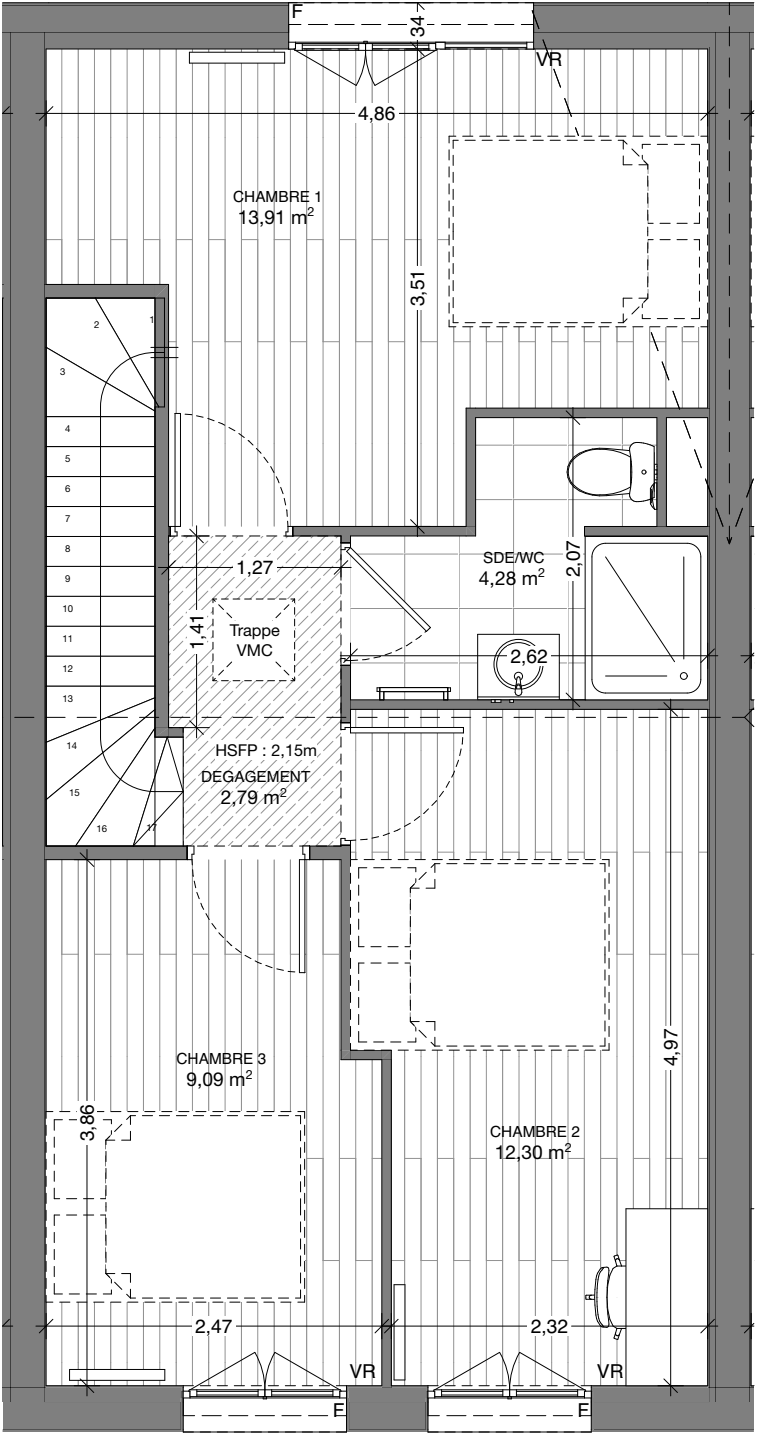 F
34
VR
4,86
CHAMBRE 1
13,91 m²
3,51
1
2
3
4
5
6
7
8
9
10
11
12
13
14
15
16
17
1,27
1,41
Trappe
VMC
SDE/WC
4,28 m²
2,07
2,62
HSFP : 2,15m
DEGAGEMENT
2,79 m²
CHAMBRE 3
9,09 m²
3,86
4,97
CHAMBRE 2
12,30 m²
2,47
2,32
VR
VR
F
F